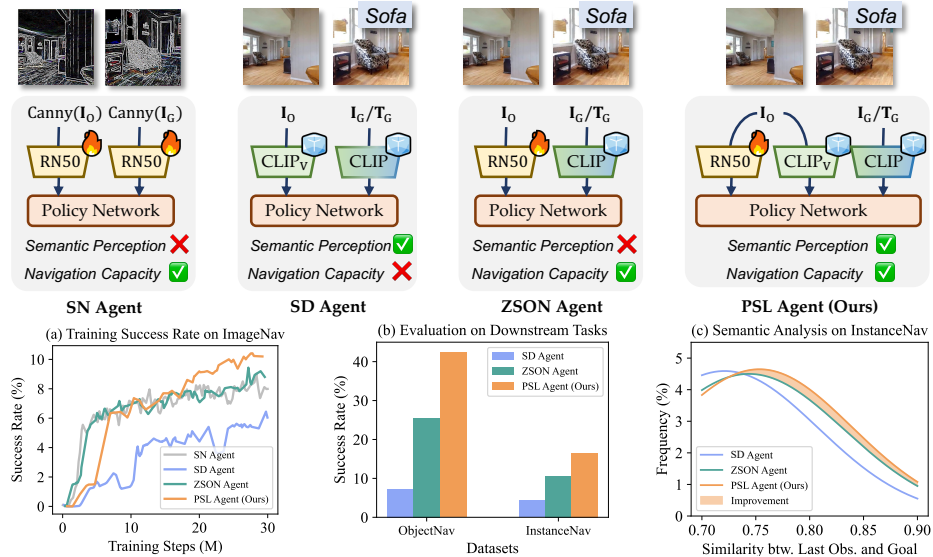 Sofa
Sofa
Sofa
Canny(I_O) Canny(I_G)
RN50 RN50
Policy Network
Semantic Perception ❌
Navigation Capacity ✅
SN Agent
I_O I_G/T_G
CLIP_V CLIP
Policy Network
Semantic Perception ✅
Navigation Capacity ❌
SD Agent
I_O I_G/T_G
RN50 CLIP
Policy Network
Semantic Perception ❌
Navigation Capacity ✅
ZSON Agent
I_O I_G/T_G
RN50 CLIP_V CLIP
Policy Network
Semantic Perception ✅
Navigation Capacity ✅
PSL Agent (Ours)
(a) Training Success Rate on ImageNav
Success Rate (%)
10
8
6
4
2
0
SN Agent
SD Agent
ZSON Agent
PSL Agent (Ours)
0 10 20 30
Training Steps (M)
(b) Evaluation on Downstream Tasks
Success Rate (%)
40
30
20
10
0
SD Agent
ZSON Agent
PSL Agent (Ours)
ObjectNav InstanceNav
Datasets
(c) Semantic Analysis on InstanceNav
Frequency (%)
5
4
3
2
1
0
SD Agent
ZSON Agent
PSL Agent (Ours)
Improvement
0.70 0.75 0.80 0.85 0.90
Similarity btw. Last Obs. and Goal